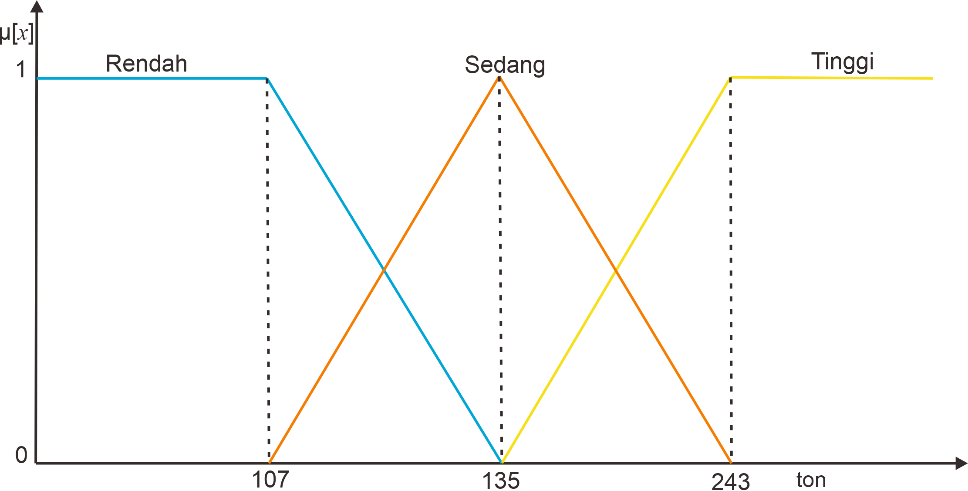 μ[x]
1
Rendah
Sedang
Tinggi
0
107
135
243
ton